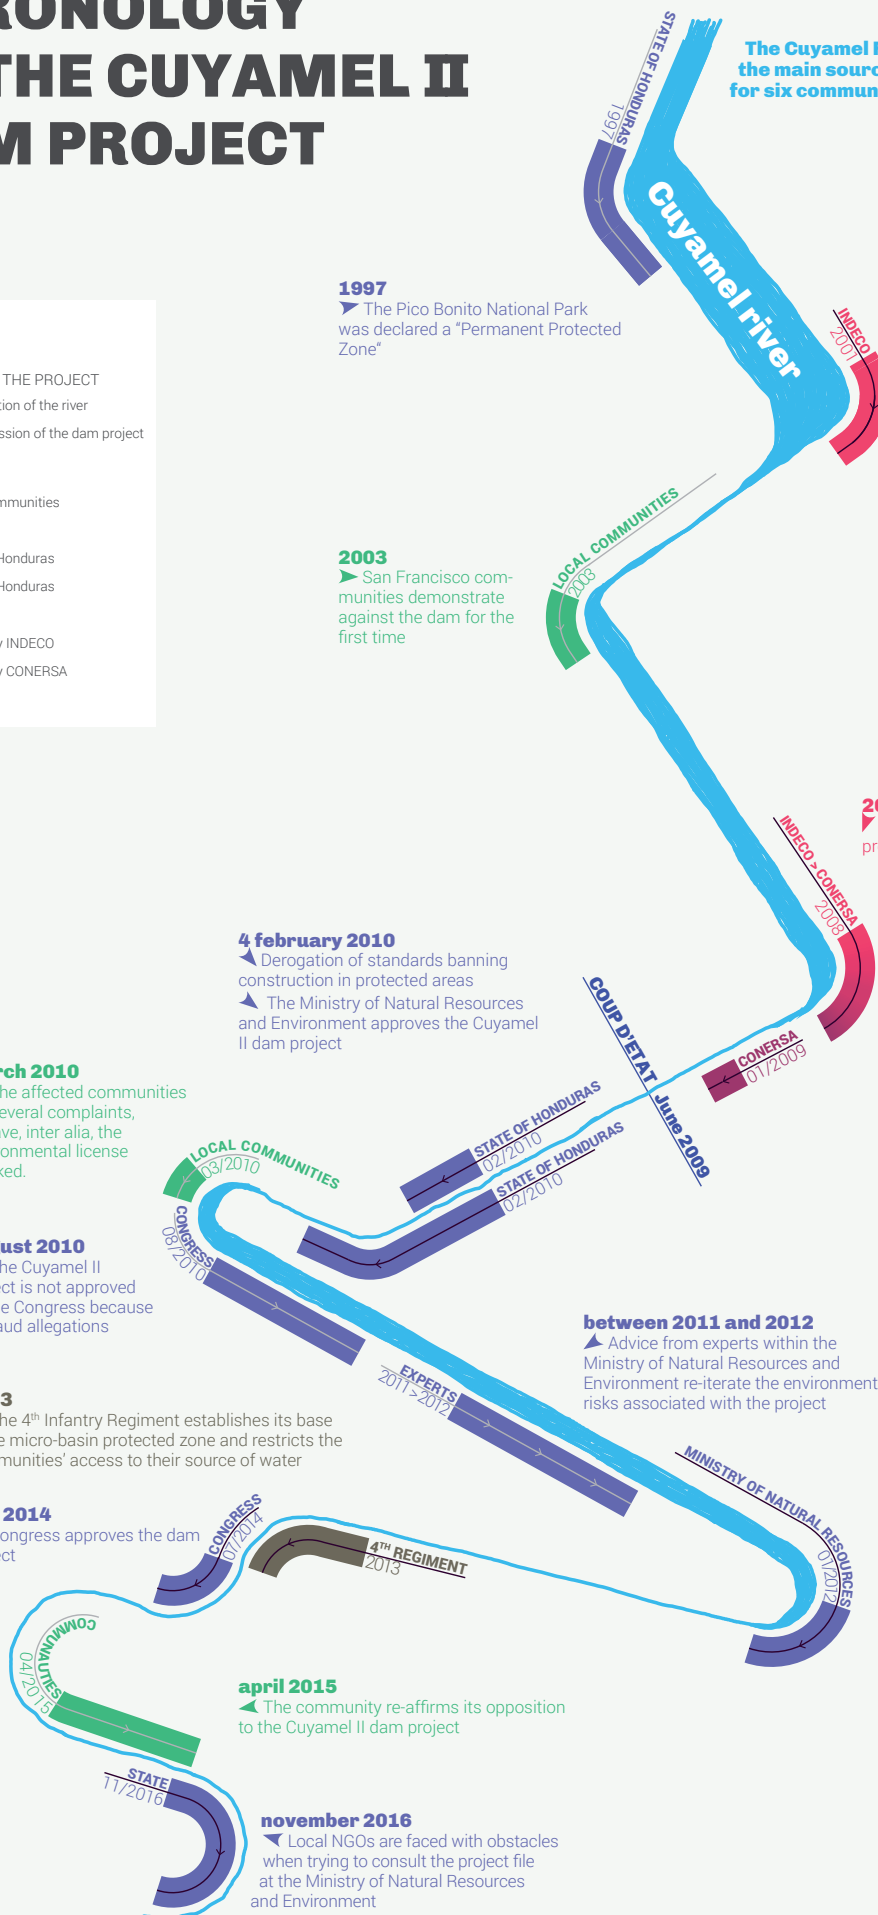 RONOLOGY
THE CUYAMEL II
M PROJECT
The Cuyamel
the main sourc
for six commun
STATE OF HONDURAS
1997
Cuyamel river
1997
The Pico Bonito National Park
was declared a “Permanent Protected
Zone“
INDECO
2001
THE PROJECT
tion of the river
ssion of the dam project
mmunities
Honduras
Honduras
y INDECO
y CONERSA
LOCAL COMMUNITIES
2003
2003
San Francisco com-
munities demonstrate
against the dam for the
first time
20
pr
INDECO > CONERSA
2008
4 february 2010
Derogation of standards banning
construction in protected areas
The Ministry of Natural Resources
and Environment approves the Cuyamel
II dam project
COUP D'ETAT June 2009
CONERSA
01/2009
rch 2010
he affected communities
everal complaints,
ve, inter alia, the
ronmental license
ked.
STATE OF HONDURAS
02/2010
STATE OF HONDURAS
02/2010
LOCAL COMMUNITIES
03/2010
CONGRESS
08/2010
ust 2010
he Cuyamel II
ect is not approved
e Congress because
aud allegations
between 2011 and 2012
Advice from experts within the
Ministry of Natural Resources and
Environment re-iterate the environment
risks associated with the project
EXPERTS
2011 > 2012
3
he 4th Infantry Regiment establishes its base
e micro-basin protected zone and restricts the
munities’ access to their source of water
MINISTRY OF NATURAL RESOURCES
01/2012
2014
ongress approves the dam
ect
CONGRESS
07/2014
4TH REGIMENT
2013
COMMUNAUTIES
04/2015
april 2015
The community re-affirms its opposition
to the Cuyamel II dam project
STATE
11/2016
november 2016
Local NGOs are faced with obstacles
when trying to consult the project file
at the Ministry of Natural Resources
and Environment